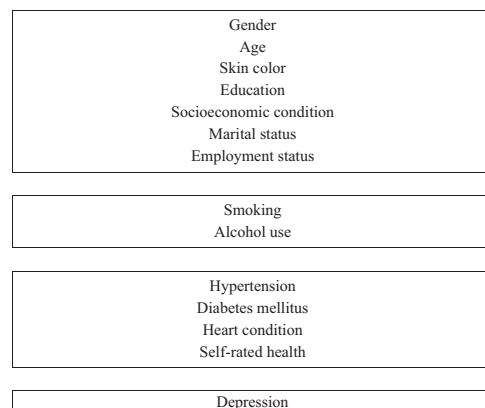 Gender
Age
Skin color
Education
Socioeconomic condition
Marital status
Employment status
Smoking
Alcohol use
Hypertension
Diabetes mellitus
Heart condition
Self-rated health
Depression